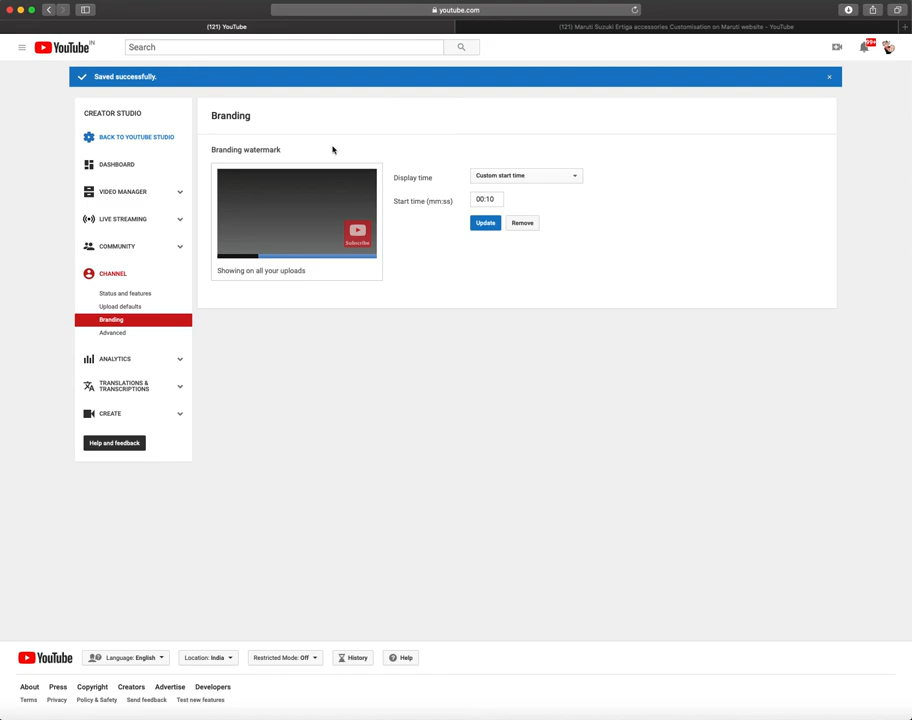 youtube.com
(121) YouTube
(121) Maruti Suzuki Ertiga accessories Customisation on Maruti website - YouTube
YouTube IN
Search
99+
Saved successfully.
CREATOR STUDIO
BACK TO YOUTUBE STUDIO
DASHBOARD
VIDEO MANAGER
LIVE STREAMING
COMMUNITY
CHANNEL
Status and features
Upload defaults
Branding
Advanced
ANALYTICS
TRANSLATIONS &
TRANSCRIPTIONS
CREATE
Help and feedback
Branding
Branding watermark
Subscribe
Showing on all your uploads
Display time
Custom start time
Start time (mm:ss)
00:10
Update
Remove
YouTube
Language: English
Location: India
Restricted Mode: Off
History
Help
About Press Copyright Creators Advertise Developers
Terms Privacy Policy & Safety Send feedback Test new features